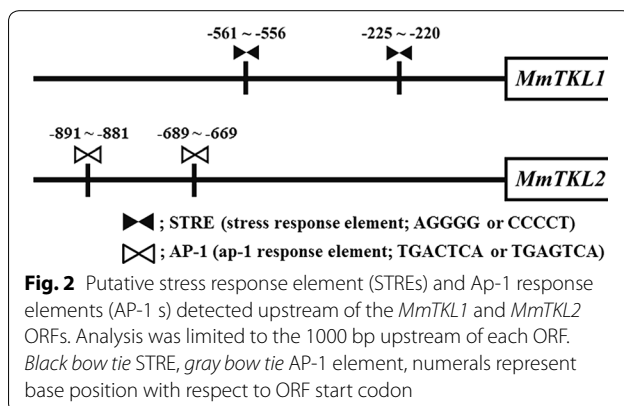 -561 ~ -556 -225 ~ -220
MmTKL1
-891 ~ -881 -689 ~ -669
MmTKL2
; STRE (stress response element; AGGGG or CCCCT)
; AP-1 (ap-1 response element; TGACTCA or TGAGTCA)
Fig. 2 Putative stress response element (STREs) and Ap-1 response
elements (AP-1 s) detected upstream of the MmTKL1 and MmTKL2
ORFs. Analysis was limited to the 1000 bp upstream of each ORF.
Black bow tie STRE, gray bow tie AP-1 element, numerals represent
base position with respect to ORF start codon